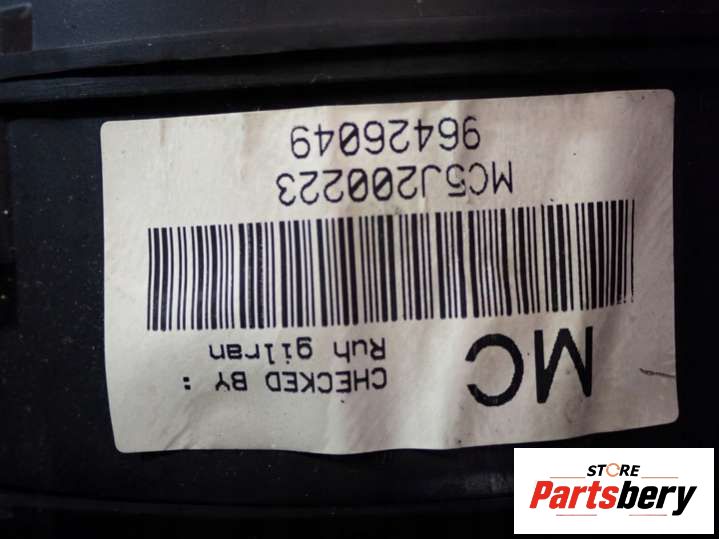 MC
CHECKED BY :
Ruh gilran
MC5J200223
96426049
STORE
Partsbery